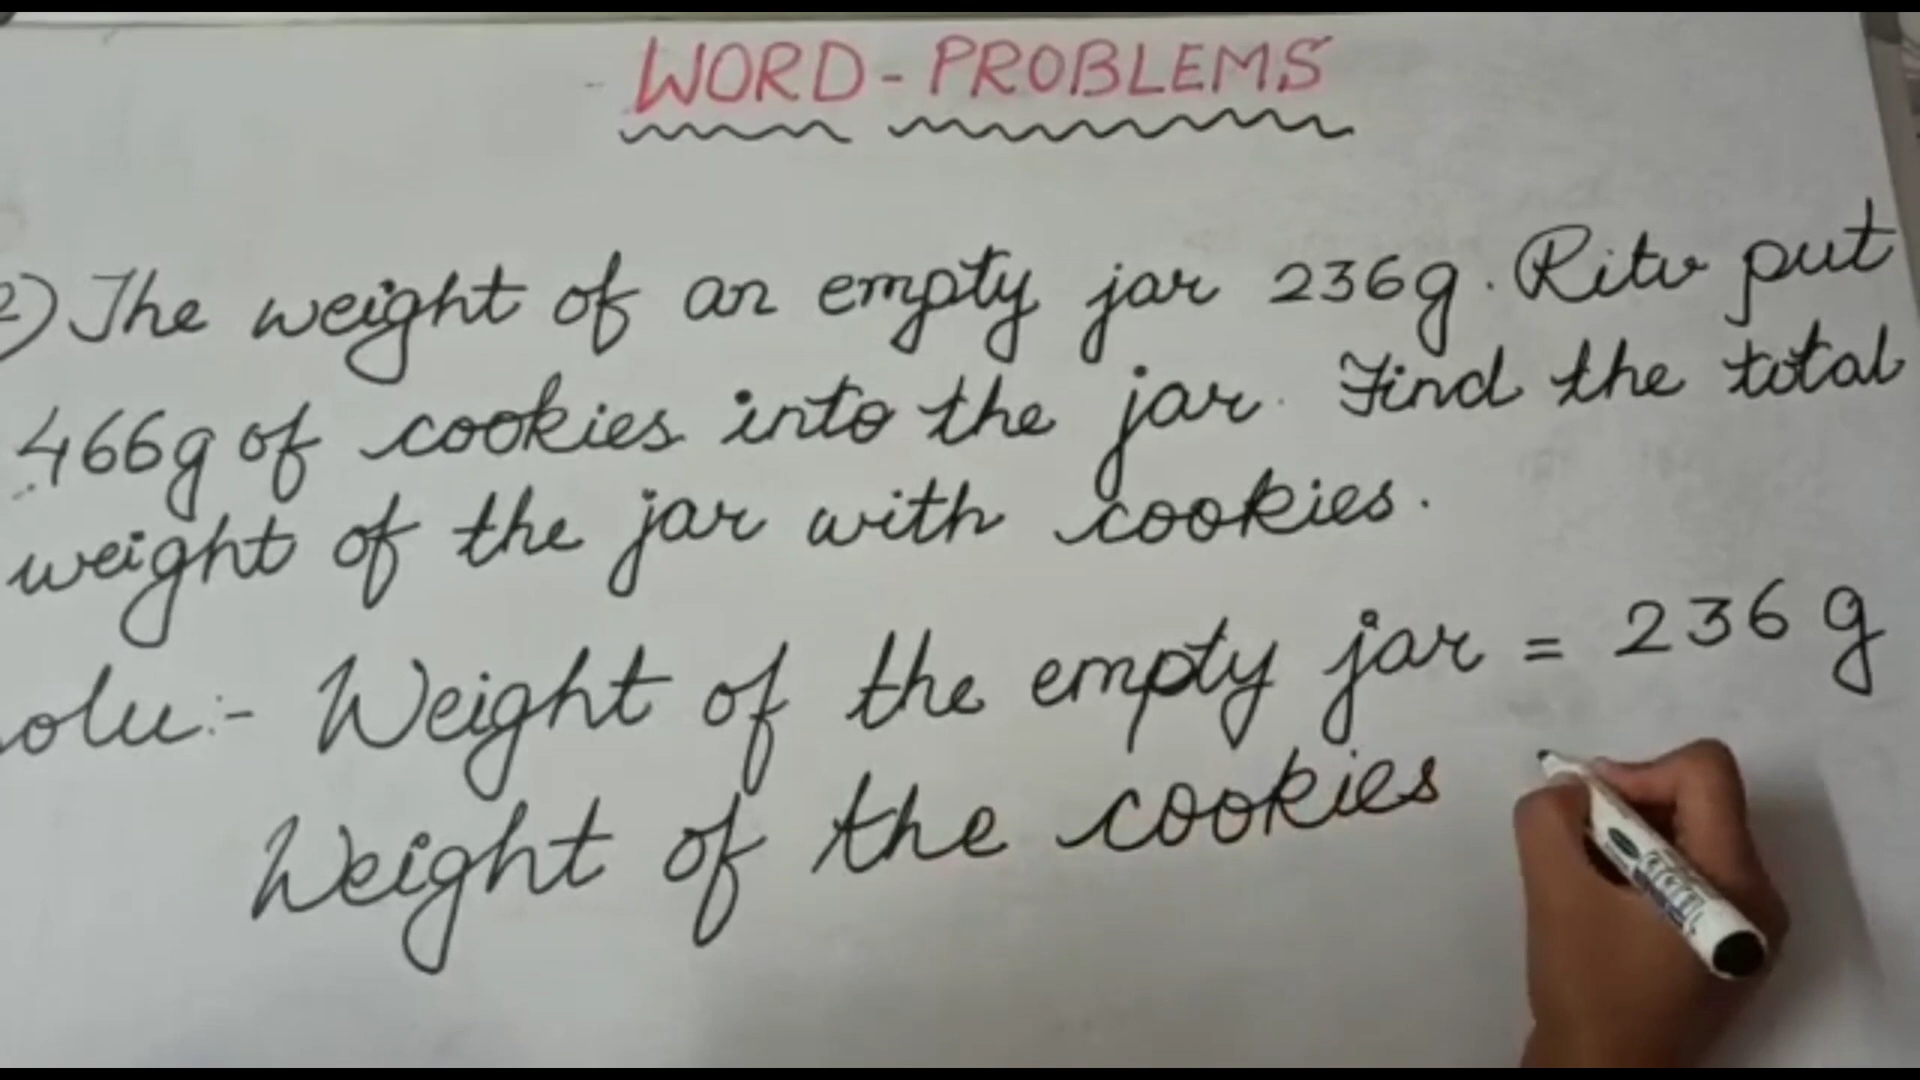 WORD-PROBLEMS
2) The weight of an empty jar 236g. Ritu put
466g of cookies into the jar. Find the total
weight of the jar with cookies.
olu:- Weight of the empty jar = 236 g
Weight of the cookies